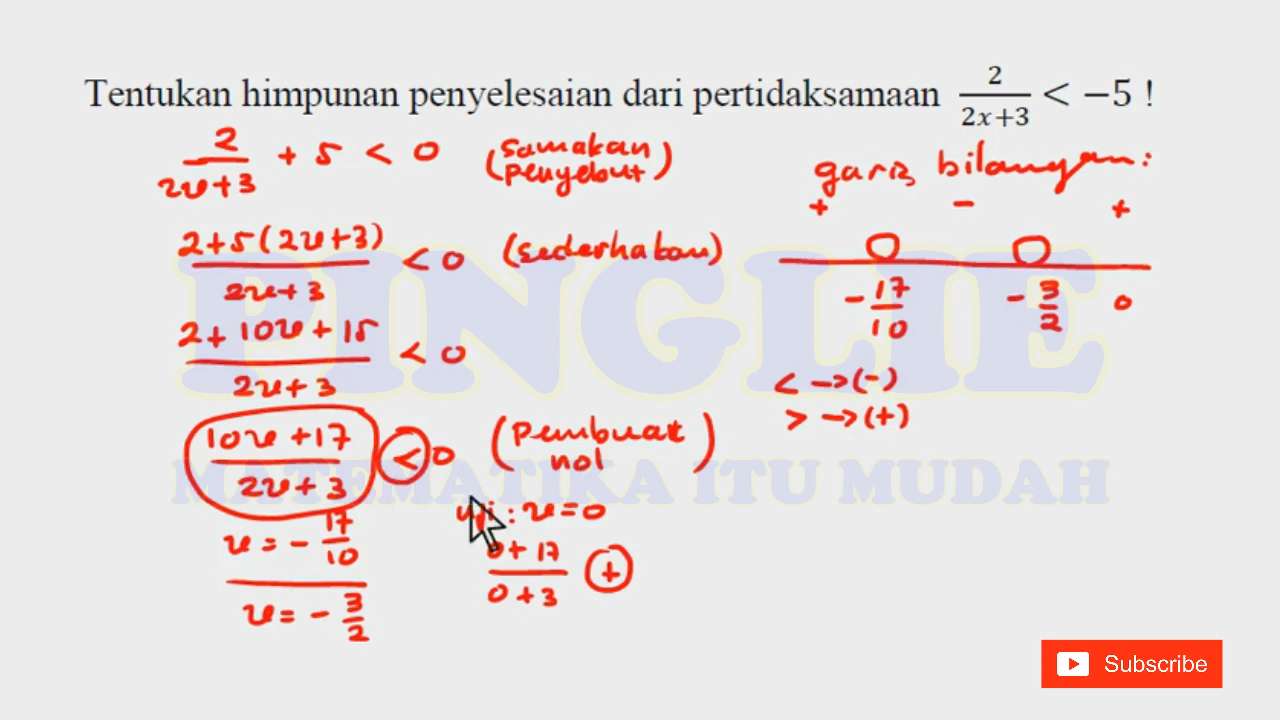 Tentukan himpunan penyelesaian dari pertidaksamaan 2/(2x+3) < −5 !
2/(2x+3) + 5 < 0 (samakan penyebut)
(2+5(2x+3))/(2x+3) < 0 (sederhakan)
(2+10x+15)/(2x+3) < 0
(10x+17)/(2x+3) < 0 (pembuat nol)
x = -17/10
x = -3/2
: x=0
0+17/0+3 +
garis bilangan:
+ - +
-17/10 -3/2 0
< → (-)
> → (+)
PINGLIE
MATEMATIKA ITU MUDAH
Subscribe